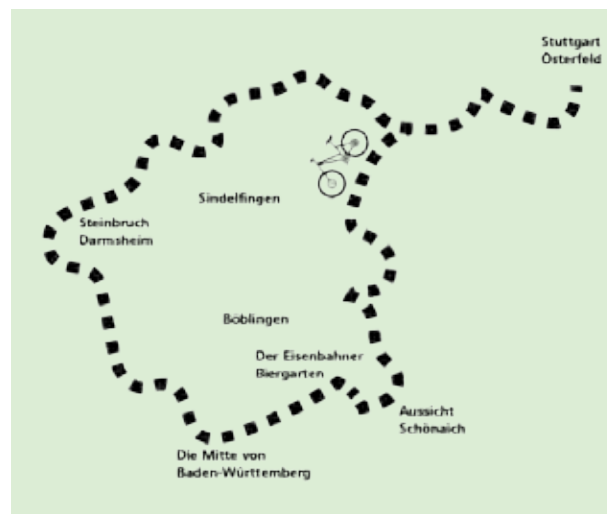 Stuttgart
Österfeld
Sindelfingen
Steinbruch
Darmsheim
Böblingen
Der Eisenbahner
Biergarten
Aussicht
Schönaich
Die Mitte von
Baden-Württemberg